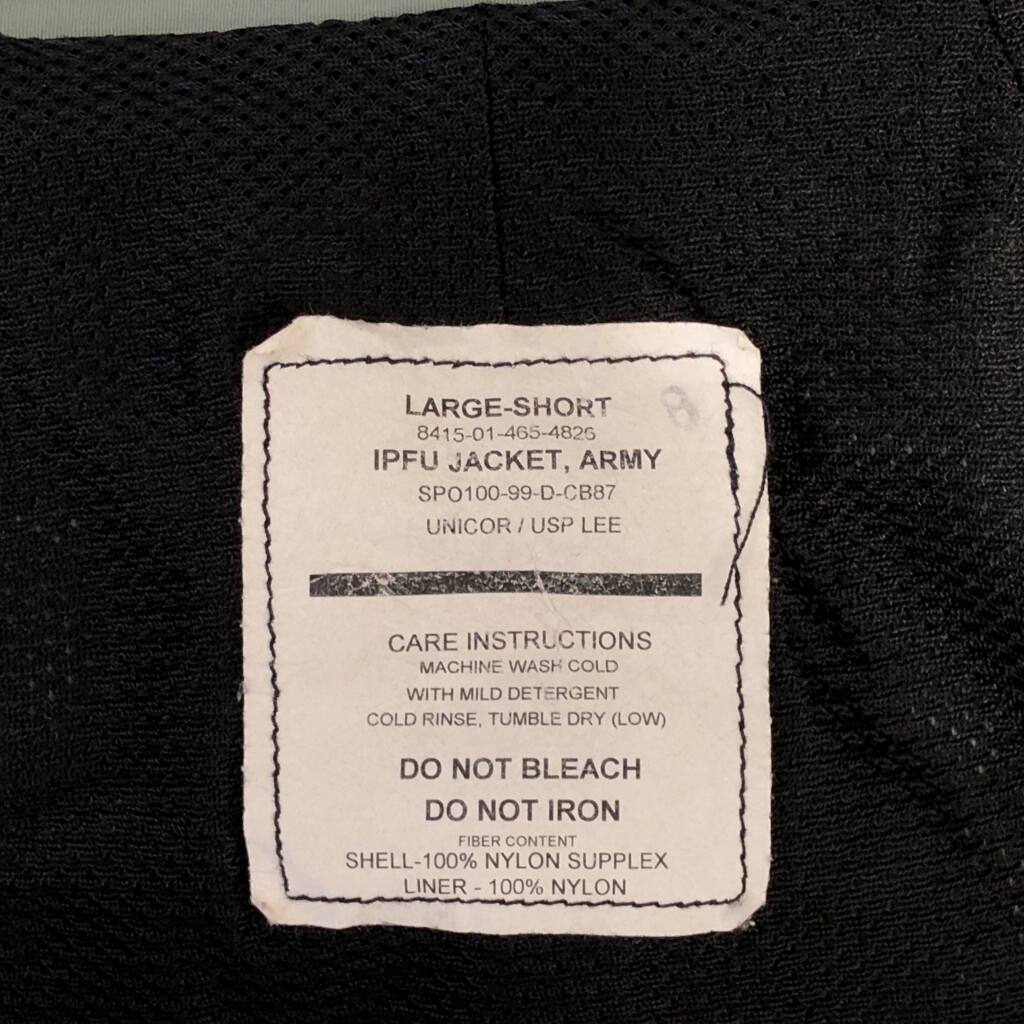 LARGE-SHORT
8415-01-465-4826
IPFU JACKET, ARMY
SPO100-99-D-CB87
UNICOR / USP LEE
CARE INSTRUCTIONS
MACHINE WASH COLD
WITH MILD DETERGENT
COLD RINSE, TUMBLE DRY (LOW)
DO NOT BLEACH
DO NOT IRON
FIBER CONTENT
SHELL-100% NYLON SUPPLEX
LINER - 100% NYLON